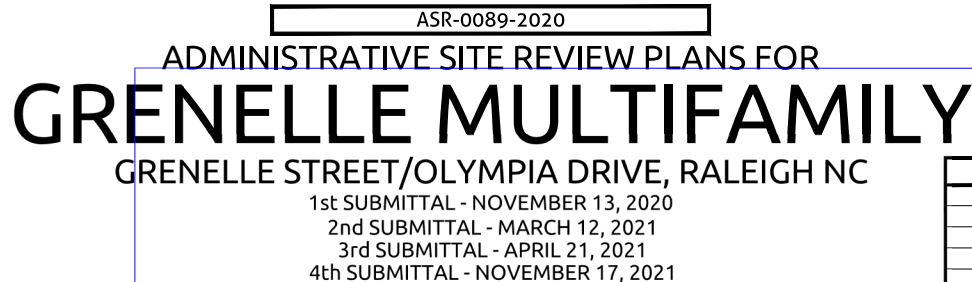 ASR-0089-2020
ADMINISTRATIVE SITE REVIEW PLANS FOR
GRENELLE MULTIFAMILY
GRENELLE STREET/OLYMPIA DRIVE, RALEIGH NC
1st SUBMITTAL - NOVEMBER 13, 2020
2nd SUBMITTAL - MARCH 12, 2021
3rd SUBMITTAL - APRIL 21, 2021
4th SUBMITTAL - NOVEMBER 17, 2021